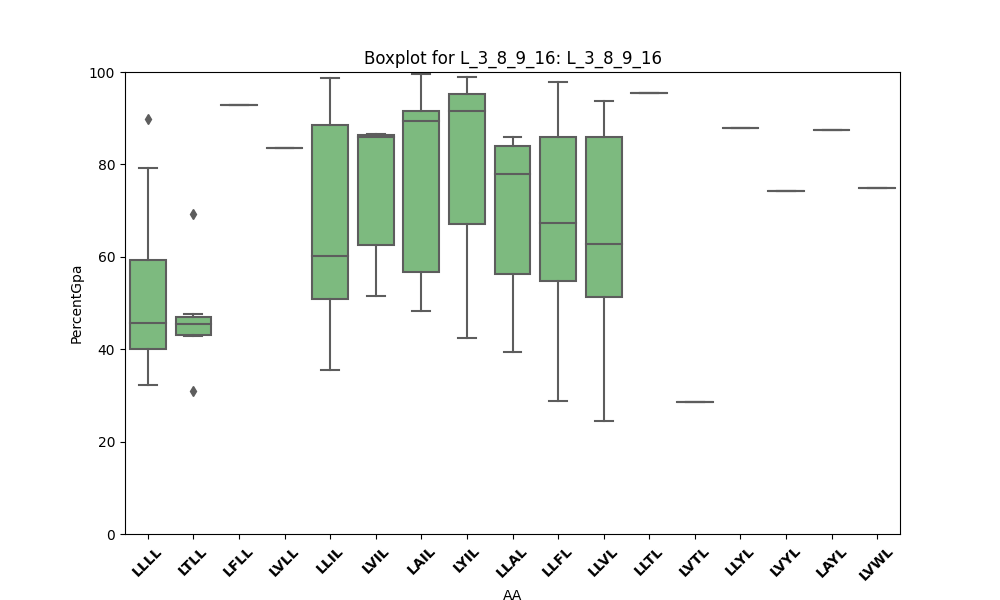 Boxplot for L_3_8_9_16: L_3_8_9_16
PercentGpa
100
80
60
40
20
0
LLLL LTLL LFLL LVLL LLIL LVIL LAIL LYIL LLAL LLFL LLVL LLTL LVTL LLYL LVYL LAYL LVWL
AA